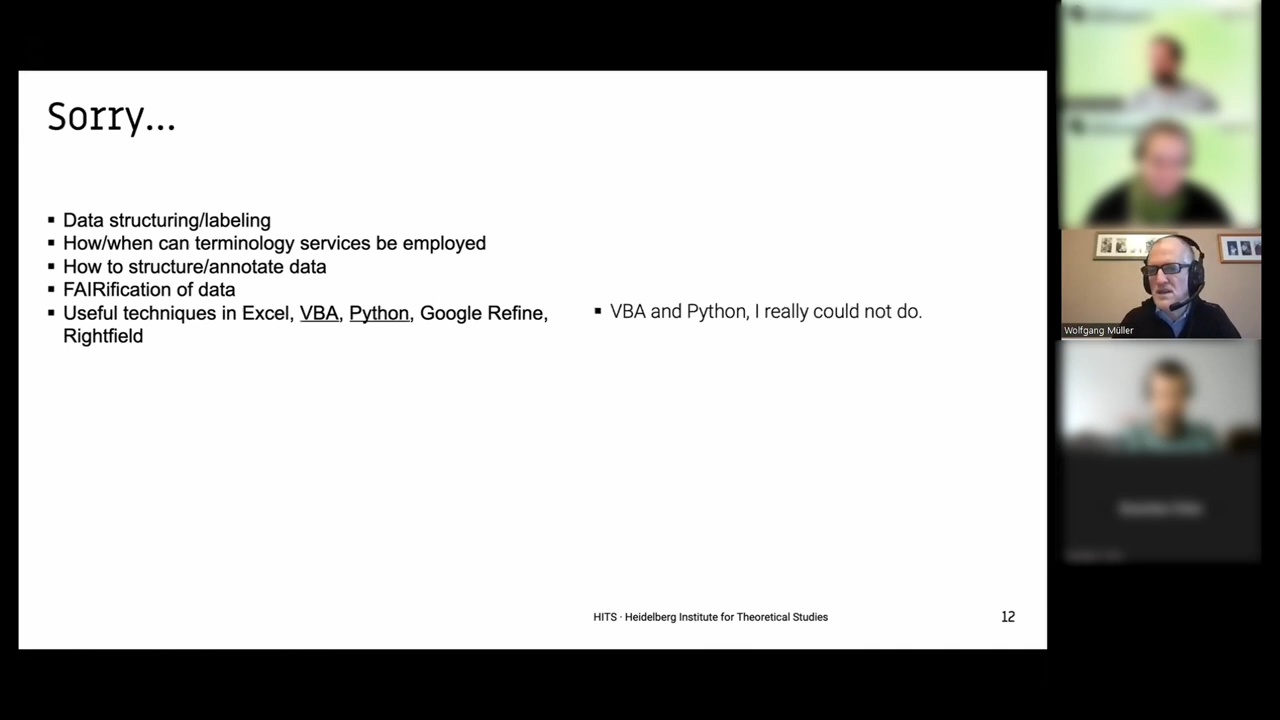 Sorry...
▪ Data structuring/labeling
▪ How/when can terminology services be employed
▪ How to structure/annotate data
▪ FAIRification of data
▪ Useful techniques in Excel, VBA, Python, Google Refine,
Rightfield
▪ VBA and Python, I really could not do.
HITS · Heidelberg Institute for Theoretical Studies
12
Wolfgang Müller